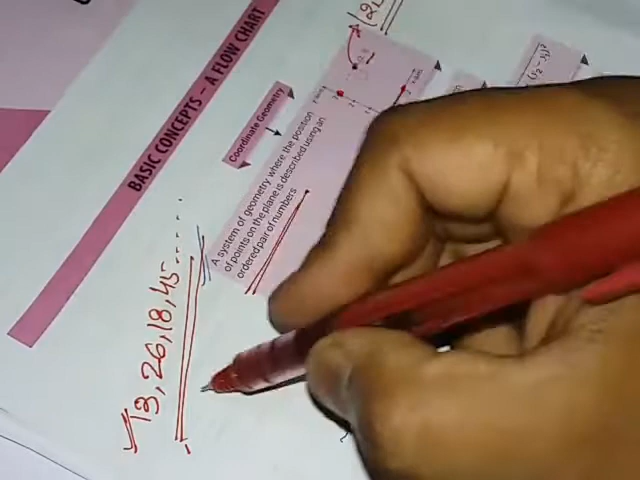 BASIC CONCEPTS – A FLOW CHART
Coordinate Geometry
A system of geometry where the position
of points on the plane is described using an
ordered pair of numbers
13, 26, 18, 45.....